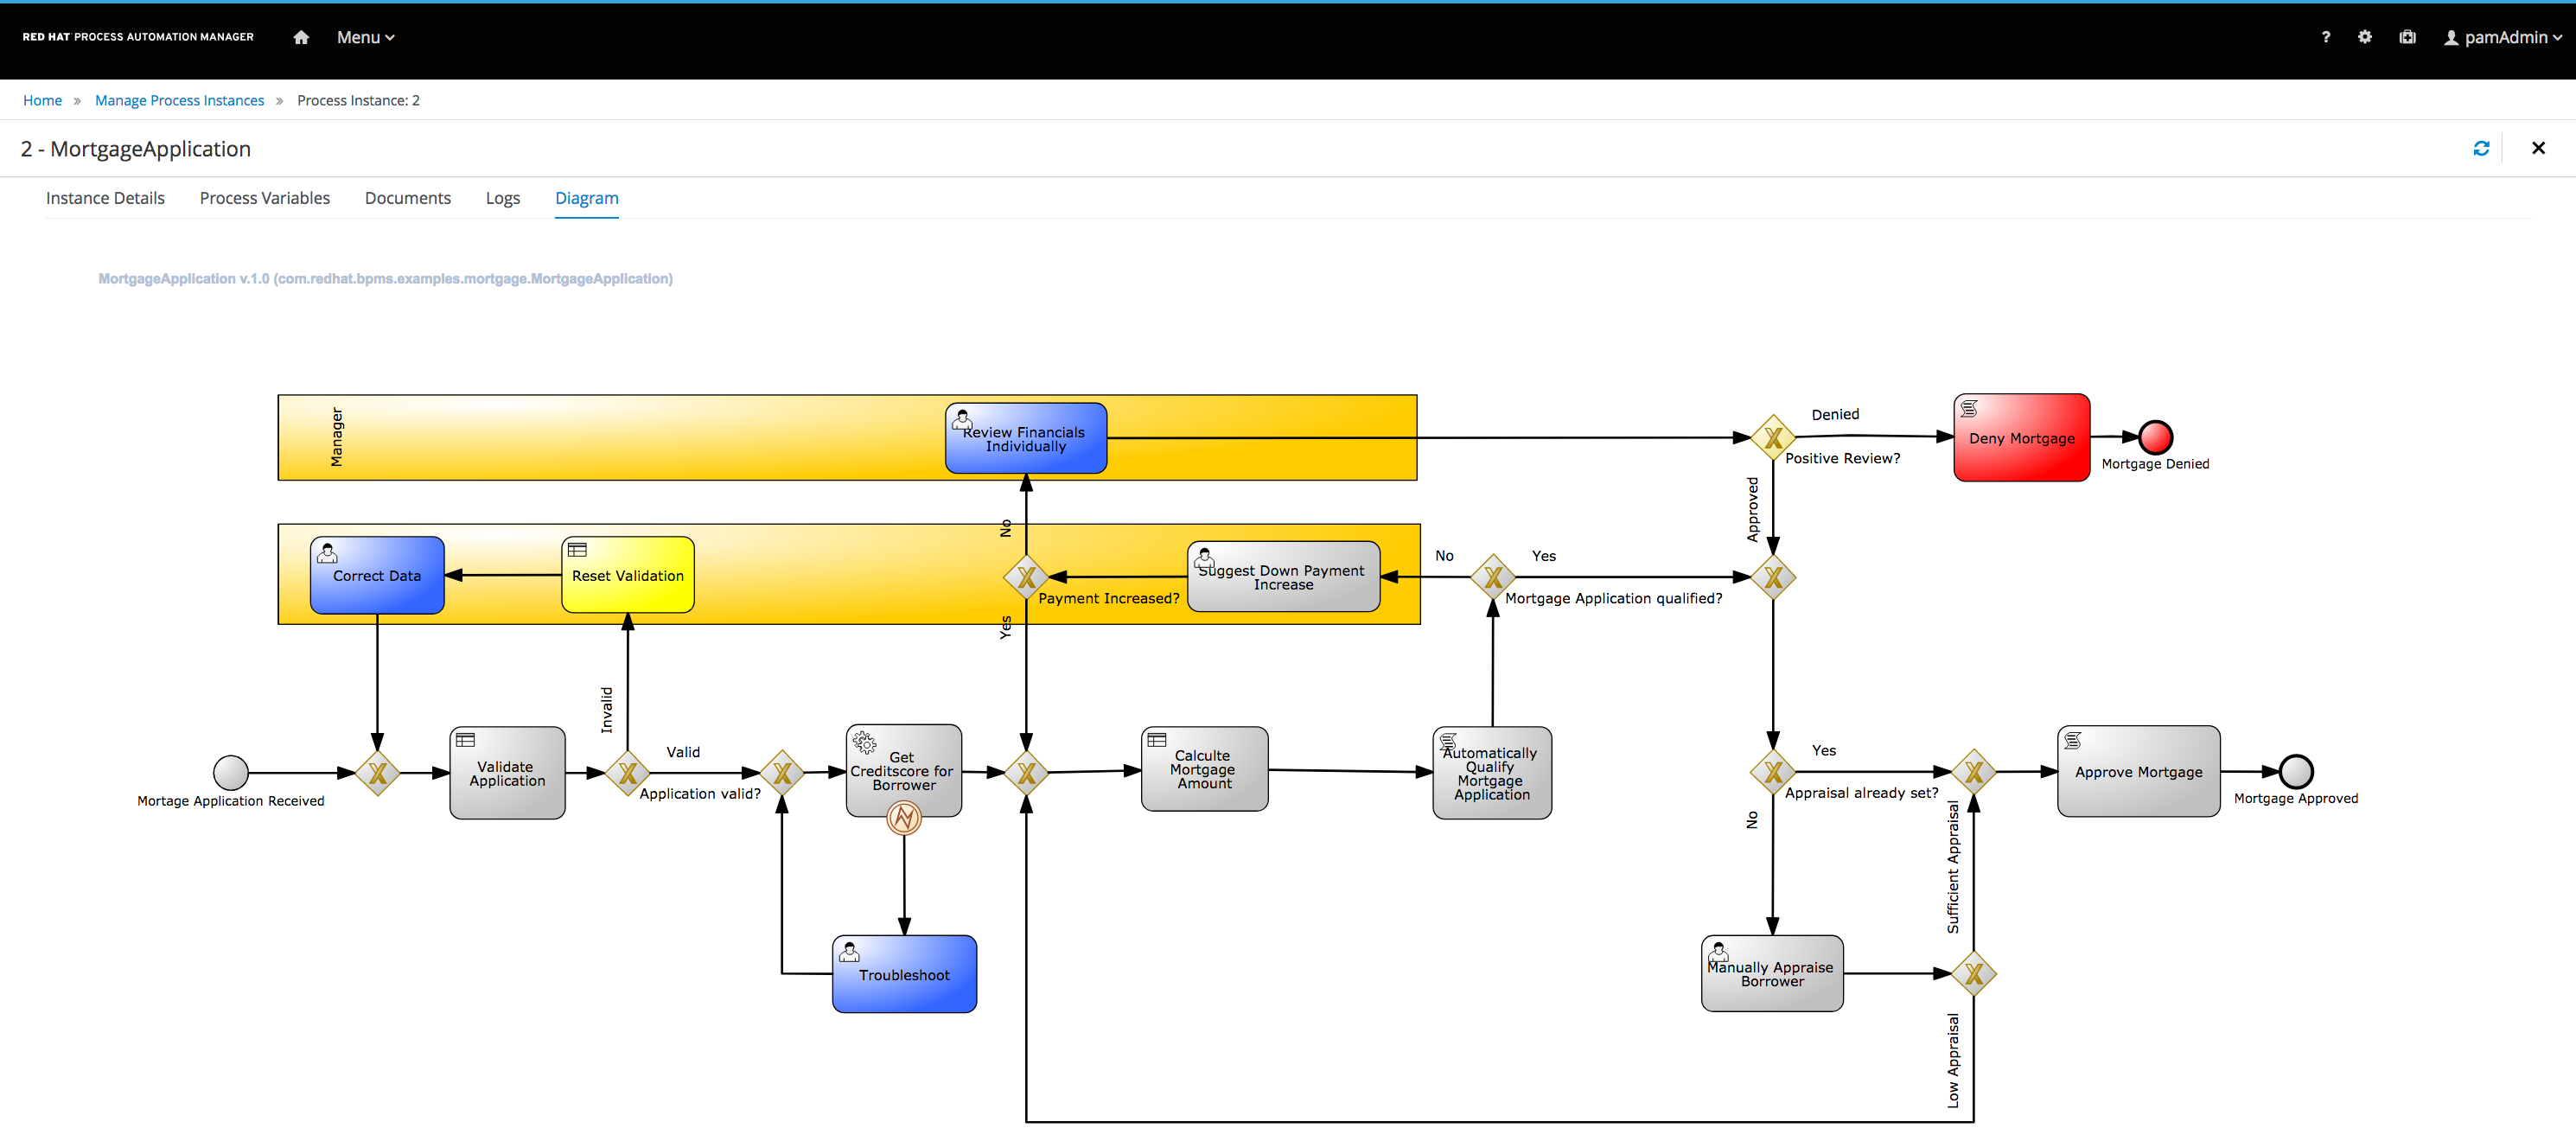 RED HAT PROCESS AUTOMATION MANAGER
Menu
?
pamAdmin
Home » Manage Process Instances » Process Instance: 2
2 - MortgageApplication
Instance Details
Process Variables
Documents
Logs
Diagram
MortgageApplication v.1.0 (com.redhat.bpms.examples.mortgage.MortgageApplication)
Manager
Review Financials
Individually
Denied
Positive Review?
Deny Mortgage
Mortgage Denied
Approved
No
Correct Data
Reset Validation
Payment Increased?
Suggest Down Payment
Increase
No
Yes
Mortgage Application qualified?
Yes
Invalid
Mortage Application Received
Validate
Application
Valid
Application valid?
Get
Creditscore for
Borrower
Calculte
Mortgage
Amount
Automatically
Qualify
Mortgage
Application
Yes
Appraisal already set?
No
Sufficient Appraisal
Approve Mortgage
Mortgage Approved
Troubleshoot
Manually Appraise
Borrower
Low Appraisal